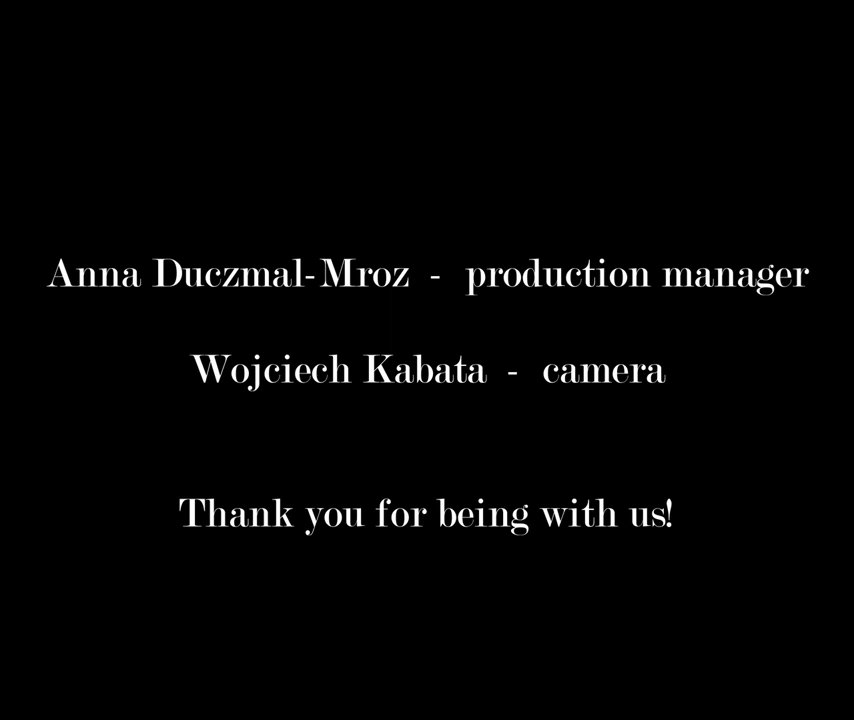 Anna Duczmal-Mroz - production manager
Wojciech Kabata - camera
Thank you for being with us!